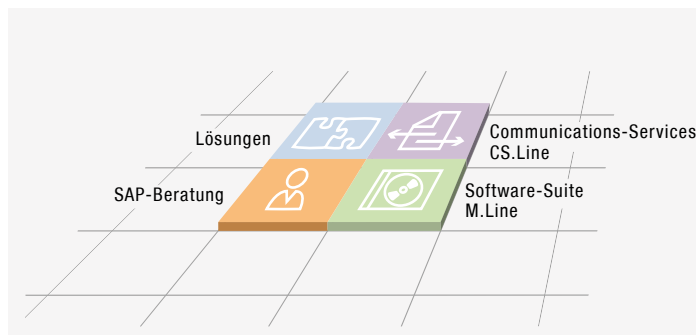 Lösungen
Communications-Services
CS.Line
SAP-Beratung
Software-Suite
M.Line